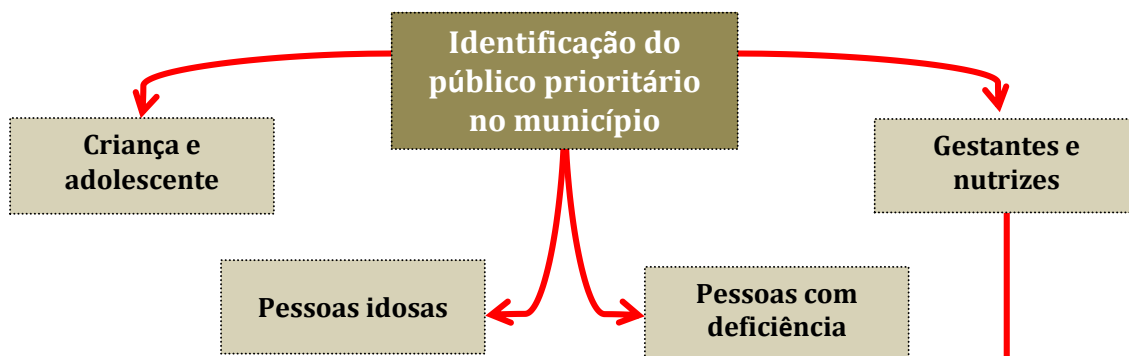 Identificação do
público prioritário
no município
Criança e
adolescente
Gestantes e
nutrizes
Pessoas idosas
Pessoas com
deficiência